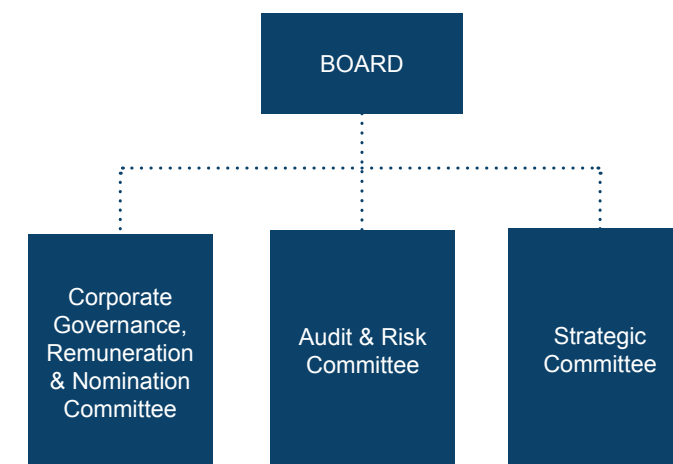 BOARD
Corporate
Governance,
Remuneration
& Nomination
Committee
Audit & Risk
Committee
Strategic
Committee